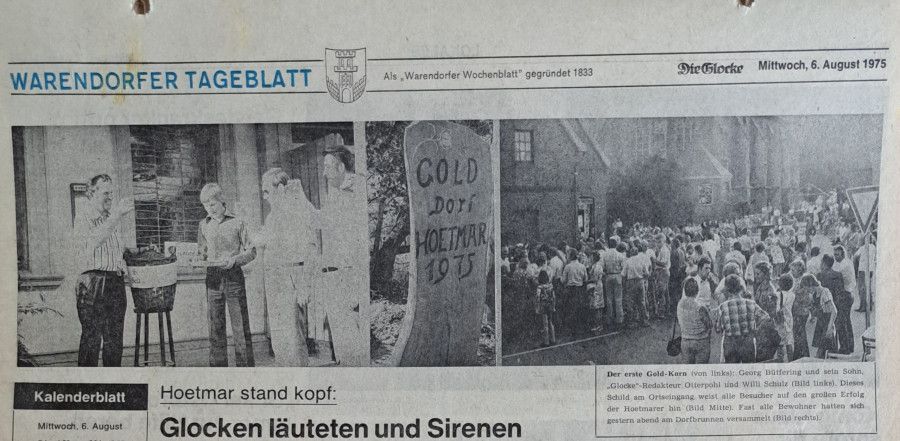 WARENDORFER TAGEBLATT
Als „Warendorfer Wochenblatt" gegründet 1833
Die Glocke Mittwoch, 6. August 1975
GOLD
Dorf
HOETMAR
1975
Der erste Gold-Korn (von links): Georg Bütfering und sein Sohn,
„Glocke"-Redakteur Otterpohl und Willi Schulz (Bild links). Dieses
Schild am Ortseingang weist alle Besucher auf den großen Erfolg
der Hoetmarer hin (Bild Mitte). Fast alle Bewohner hatten sich
gestern abend am Dorfbrunnen versammelt (Bild rechts).
Kalenderblatt
Mittwoch, 6. August
Hoetmar stand kopf:
Glocken läuteten und Sirenen